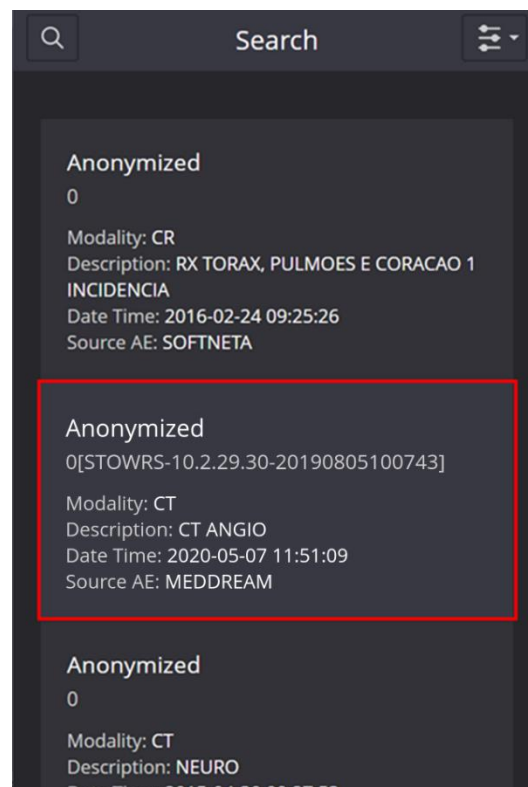 Search
Anonymized
0
Modality: CR
Description: RX TORAX, PULMOES E CORACAO 1
INCIDENCIA
Date Time: 2016-02-24 09:25:26
Source AE: SOFTNETA
Anonymized
0[STOWRS-10.2.29.30-20190805100743]
Modality: CT
Description: CT ANGIO
Date Time: 2020-05-07 11:51:09
Source AE: MEDDREAM
Anonymized
0
Modality: CT
Description: NEURO